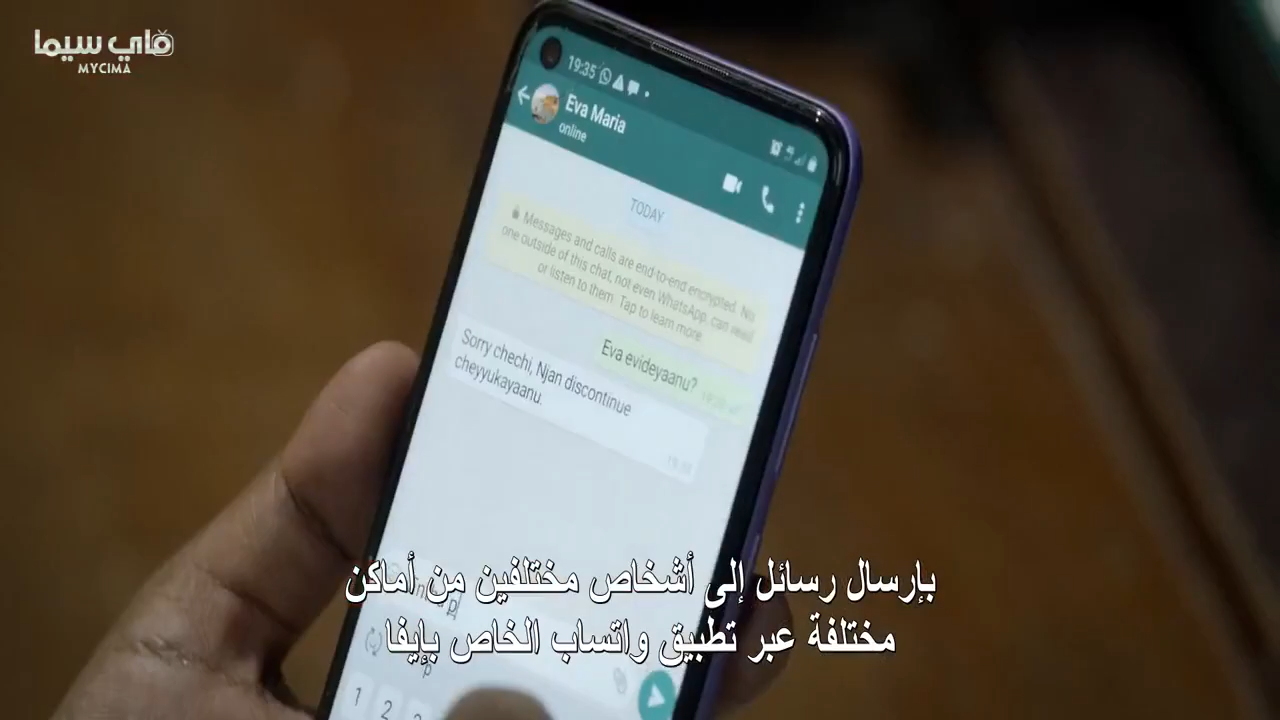 ماي سيما
MYCIMA
19:35
Eva Maria
online
TODAY
Messages and calls are end-to-end encrypted. No
one outside of this chat, not even WhatsApp, can read
or listen to them. Tap to learn more.
Eva evideyaanu?
Sorry chechi, Njan discontinue
cheyyukayaanu.
بإرسال رسائل إلى أشخاص مختلفين من أماكن
مختلفة عبر تطبيق واتساب الخاص بإيفا
1 2